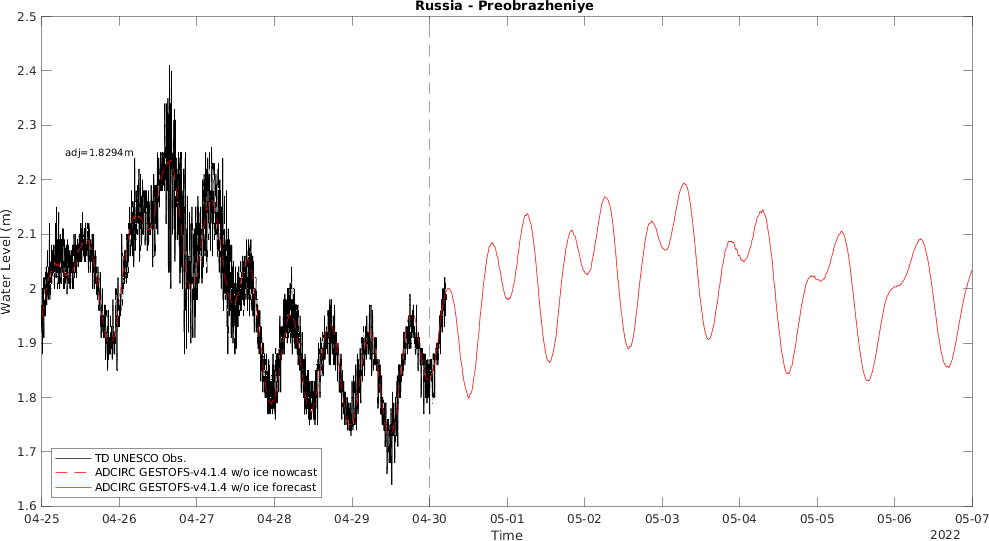 Russia - Preobrazheniye
2.5
2.4
2.3
2.2
2.1
2
1.9
1.8
1.7
1.6
Water Level (m)
adj=1.8294m
TD UNESCO Obs.
ADCIRC GESTOFS-v4.1.4 w/o ice nowcast
ADCIRC GESTOFS-v4.1.4 w/o ice forecast
04-25 04-26 04-27 04-28 04-29 04-30 05-01 05-02 05-03 05-04 05-05 05-06 05-07
Time
2022